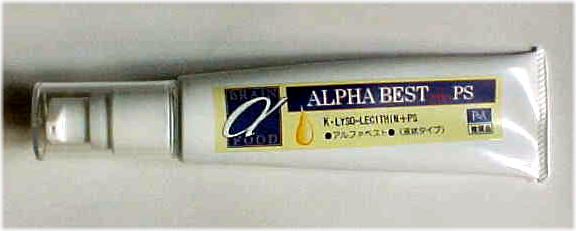 BRAIN
α
FOOD
ALPHA BEST PS
K・LYSO-LECITHIN+PS
●アルファベスト●(液状タイプ)